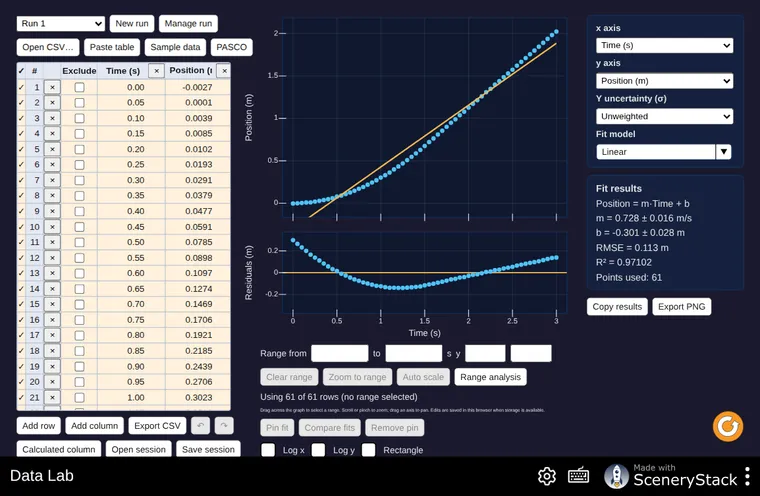 Run 1
New run
Manage run
Open CSV...
Paste table
Sample data
PASCO
✓ # Exclude Time (s) × Position (r ×
✓ 1 × 0.00 -0.0027
✓ 2 × 0.05 0.0001
✓ 3 × 0.10 0.0039
✓ 4 × 0.15 0.0085
✓ 5 × 0.20 0.0102
✓ 6 × 0.25 0.0193
✓ 7 × 0.30 0.0291
✓ 8 × 0.35 0.0379
✓ 9 × 0.40 0.0477
✓ 10 × 0.45 0.0591
✓ 11 × 0.50 0.0785
✓ 12 × 0.55 0.0898
✓ 13 × 0.60 0.1097
✓ 14 × 0.65 0.1274
✓ 15 × 0.70 0.1469
✓ 16 × 0.75 0.1706
✓ 17 × 0.80 0.1921
✓ 18 × 0.85 0.2185
✓ 19 × 0.90 0.2439
✓ 20 × 0.95 0.2706
✓ 21 × 1.00 0.3023
Add row
Add column
Export CSV
Calculated column
Open session
Save session
Position (m)
2
1.5
1
0.5
0
Residuals (m)
0.2
0
-0.2
0 0.5 1 1.5 2 2.5 3
Time (s)
Range from to s y
Clear range
Zoom to range
Auto scale
Range analysis
Using 61 of 61 rows (no range selected)
Drag across the graph to select a range. Scroll or pinch to zoom; drag an axis to pan. Edits are saved in this browser when storage is available.
Pin fit
Compare fits
Remove pin
Log x
Log y
Rectangle
x axis
Time (s)
y axis
Position (m)
Y uncertainty (σ)
Unweighted
Fit model
Linear
Fit results
Position = m·Time + b
m = 0.728 ± 0.016 m/s
b = -0.301 ± 0.028 m
RMSE = 0.113 m
R² = 0.97102
Points used: 61
Copy results
Export PNG
Data Lab
Made with
SceneryStack